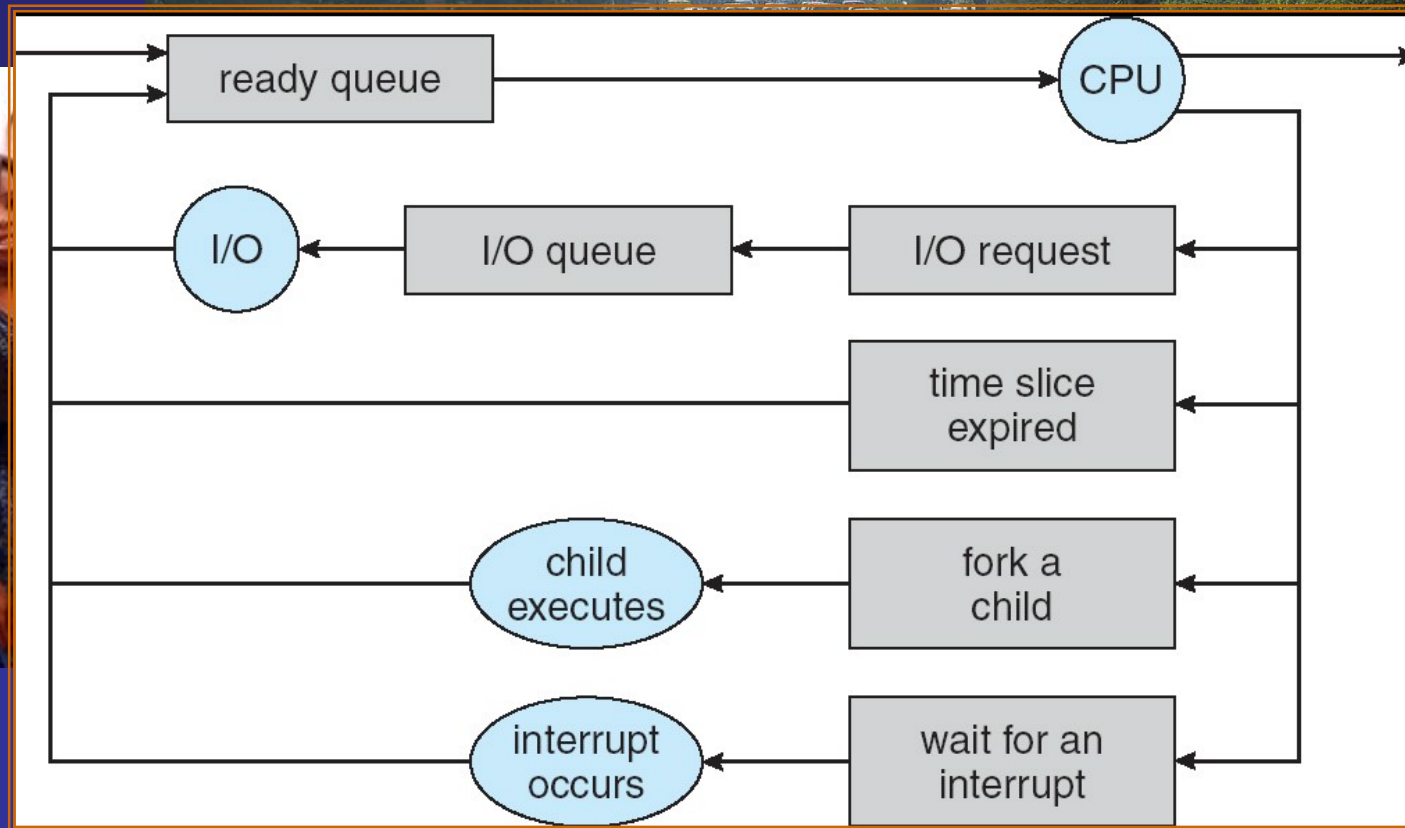 ready queue
CPU
I/O
I/O queue
I/O request
time slice
expired
child
executes
fork a
child
interrupt
occurs
wait for an
interrupt